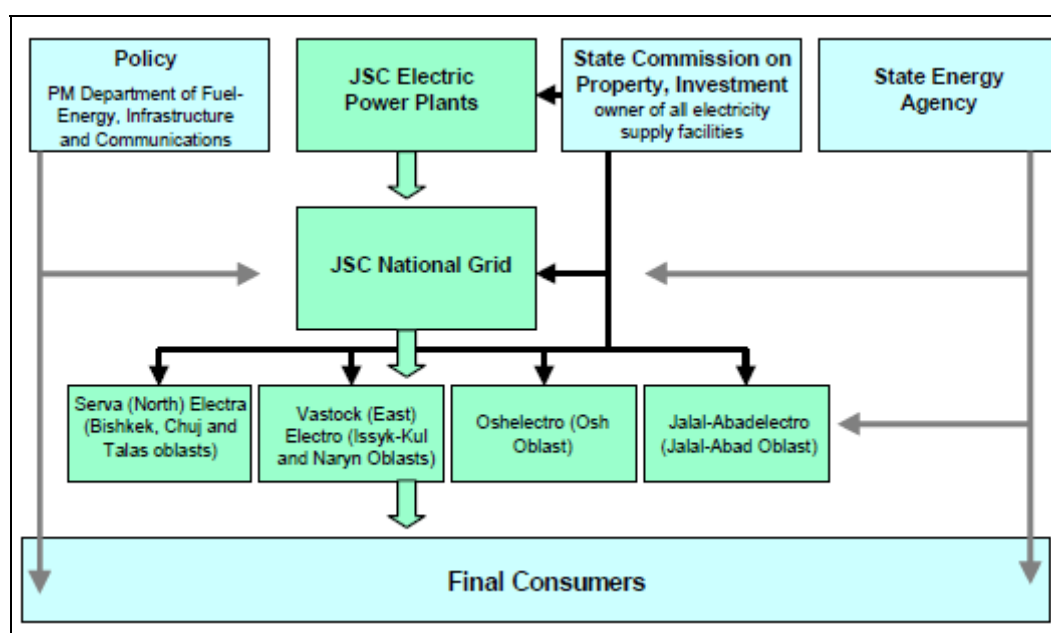 Policy
PM Department of Fuel-
Energy, Infrastructure
and Communications
JSC Electric
Power Plants
State Commission on
Property, Investment
owner of all electricity
supply facilities
State Energy
Agency
JSC National Grid
Serva (North) Electra
(Bishkek, Chuj and
Talas oblasts)
Vastock (East)
Electro (Issyk-Kul
and Naryn Oblasts)
Oshelectro (Osh
Oblast)
Jalal-Abadelectro
(Jalal-Abad Oblast)
Final Consumers